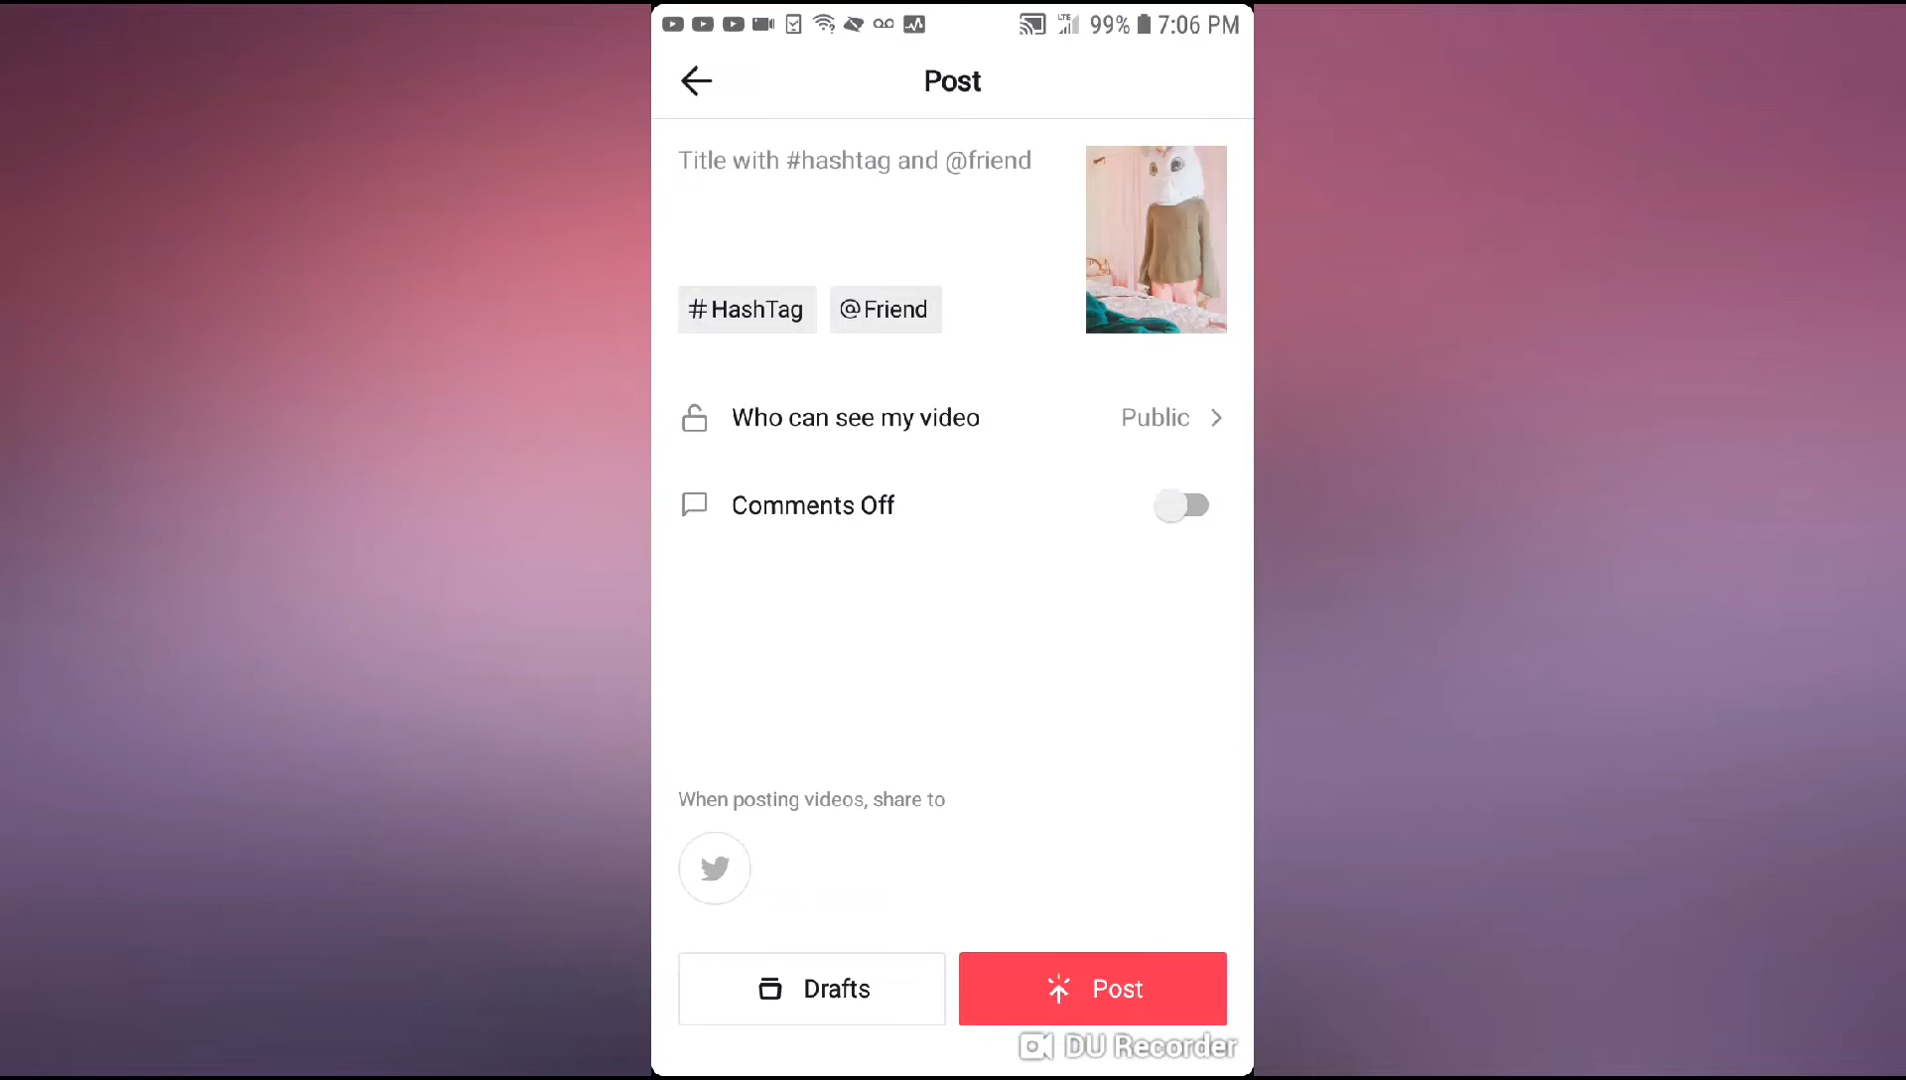 LTE 99% 7:06 PM
Post
Title with #hashtag and @friend
# HashTag @Friend
Who can see my video Public
Comments Off
When posting videos, share to
Drafts Post
DU Recorder